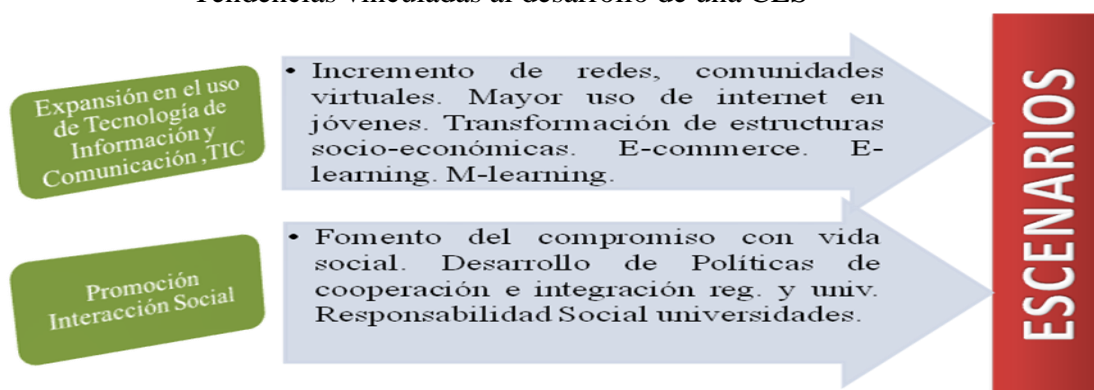 Tendencias vinculadas al desarrollo de una CES
Expansión en el uso
de Tecnología de
Información y
Comunicación ,TIC
• Incremento de redes, comunidades
virtuales. Mayor uso de internet en
jóvenes. Transformación de estructuras
socio-económicas. E-commerce. E-
learning. M-learning.
Promoción
Interacción Social
• Fomento del compromiso con vida
social. Desarrollo de Políticas de
cooperación e integración reg. y univ.
Responsabilidad Social universidades.
ESCENARIOS